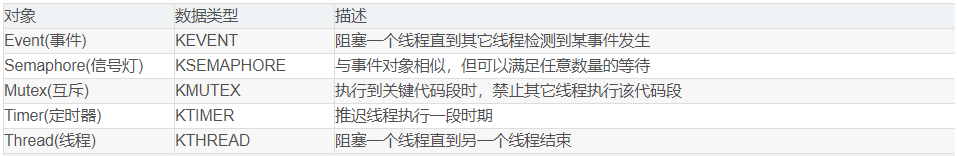 对象 数据类型 描述
Event(事件) KEVENT 阻塞一个线程直到其它线程检测到某事件发生
Semaphore(信号灯) KSEMAPHORE 与事件对象相似，但可以满足任意数量的等待
Mutex(互斥) KMUTEX 执行到关键代码段时，禁止其它线程执行该代码段
Timer(定时器) KTIMER 推迟线程执行一段时期
Thread(线程) KTHREAD 阻塞一个线程直到另一个线程结束